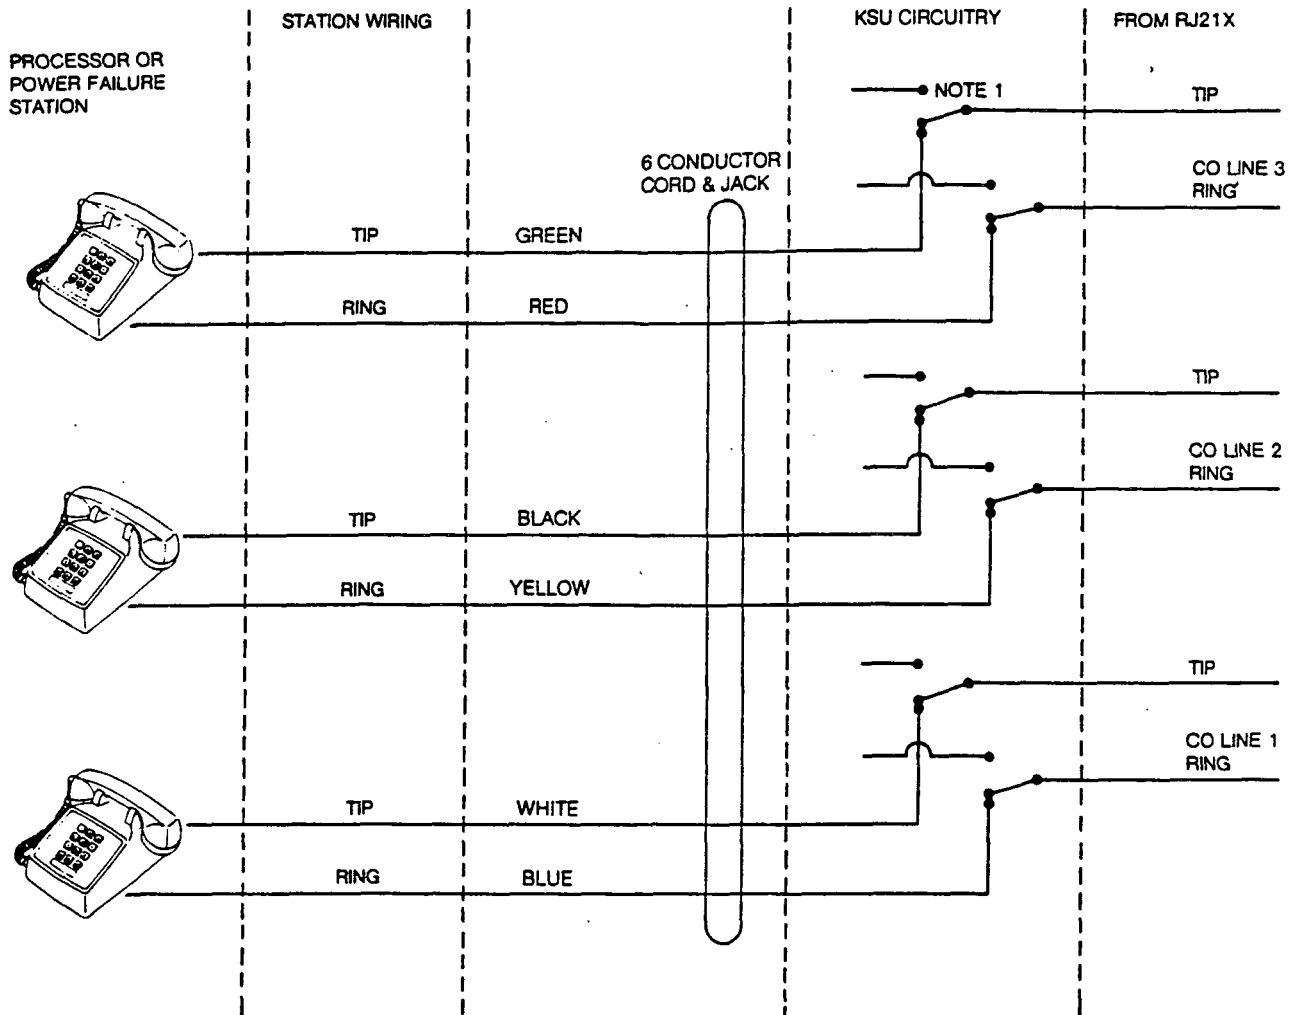 STATION WIRING
KSU CIRCUITRY
FROM RJ21X
PROCESSOR OR
POWER FAILURE
STATION
NOTE 1
TIP
6 CONDUCTOR
CORD & JACK
CO LINE 3
RING
TIP
GREEN
RING
RED
TIP
CO LINE 2
RING
TIP
BLACK
RING
YELLOW
TIP
CO LINE 1
RING
TIP
WHITE
RING
BLUE